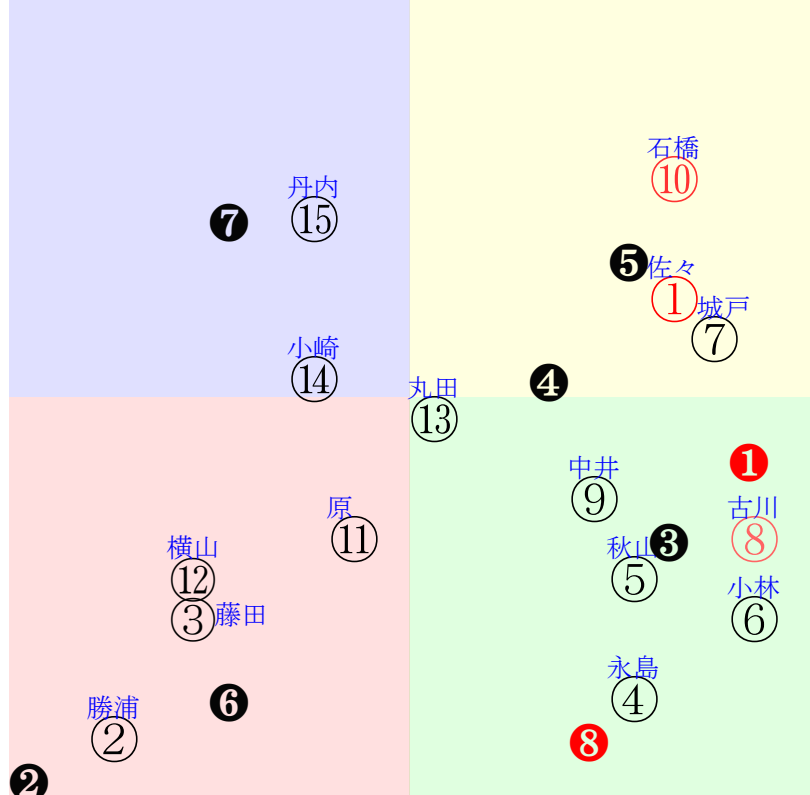 石橋
⑩
丹内
❼
⑮
❺
佐々
①
城戸
⑦
小崎
⑭
❹
丸田
⑬
❶
中井
⑨
原
⑪
古川
⑧
横山
⑫
秋山
❸
⑤
藤田
③
小林
⑥
永島
④
❻
勝浦
②
❽
❷